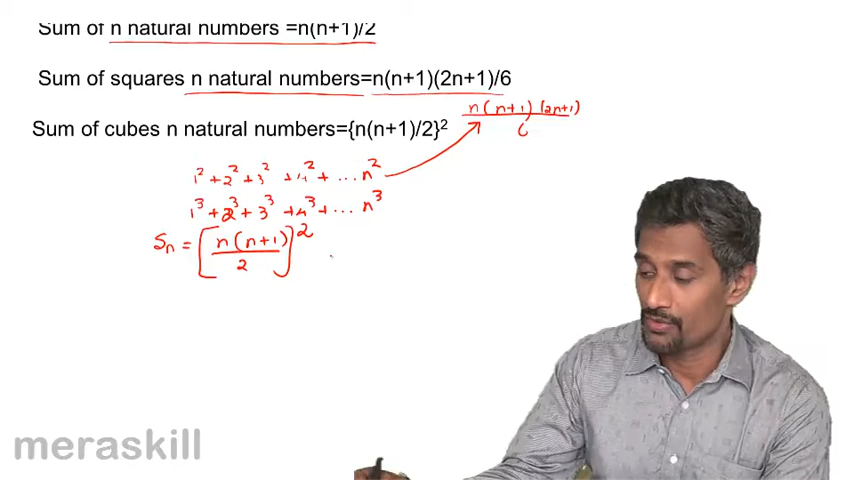 Sum of n natural numbers =n(n+1)/2
Sum of squares n natural numbers=n(n+1)(2n+1)/6
n(n+1)(2n+1)
6
Sum of cubes n natural numbers={n(n+1)/2}²
1² + 2² + 3² + 4² + ... n²
1³ + 2³ + 3³ + 4³ + ... n³
Sn = [n(n+1)
2]²
meraskill